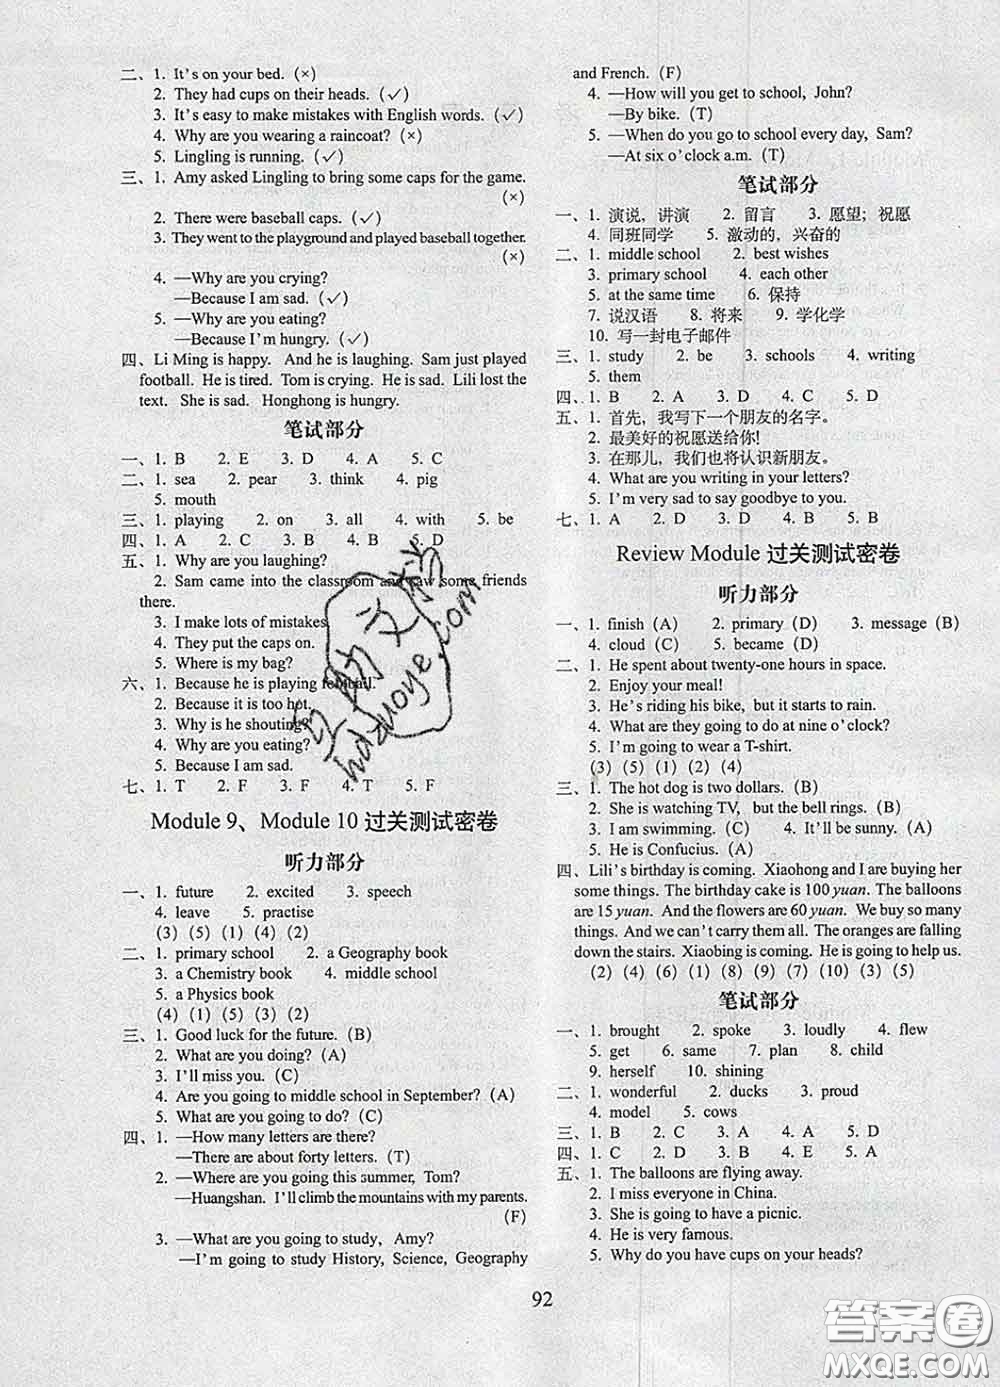 二、1. It's on your bed. (×)
2. They had cups on their heads. (✓)
3. It's easy to make mistakes with English words. (✓)
4. Why are you wearing a raincoat? (×)
5. Lingling is running. (✓)
三、1. Amy asked Lingling to bring some caps for the game.
(×)
2. There were baseball caps. (✓)
3. They went to the playground and played baseball together.
(×)
4. —Why are you crying?
—Because I am sad. (✓)
5. —Why are you eating?
—Because I'm hungry. (✓)
四、Li Ming is happy. And he is laughing. Sam just played
football. He is tired. Tom is crying. He is sad. Lili lost the
text. She is sad. Honghong is hungry.
笔试部分
一、1. B 2. E 3. D 4. A 5. C
二、1. sea 2. pear 3. think 4. pig
5. mouth
三、1. playing 2. on 3. all 4. with 5. be
四、1. A 2. C 3. B 4. B 5. D
五、1. Why are you laughing?
2. Sam came into the classroom and saw some friends
there.
3. I make lots of mistakes.
4. They put the caps on.
5. Where is my bag?
六、1. Because he is playing football.
2. Because it is too hot.
3. Why is he shouting?
4. Why are you eating?
5. Because I am sad.
七、1. T 2. F 3. F 4. T 5. F
Module 9、Module 10 过关测试密卷
听力部分
一、1. future 2. excited 3. speech
4. leave 5. practise
(3) (5) (1) (4) (2)
二、1. primary school 2. a Geography book
3. a Chemistry book 4. middle school
5. a Physics book
(4) (1) (5) (3) (2)
三、1. Good luck for the future. (B)
2. What are you doing? (A)
3. I'll miss you. (C)
4. Are you going to middle school in September? (A)
5. What are you going to do? (C)
四、1. —How many letters are there?
—There are about forty letters. (T)
2. —Where are you going this summer, Tom?
—Huangshan. I'll climb the mountains with my parents.
(F)
3. —What are you going to study, Amy?
—I'm going to study History, Science, Geography
and French. (F)
4. —How will you get to school, John?
—By bike. (T)
5. —When do you go to school every day, Sam?
—At six o'clock a.m. (T)
笔试部分
一、1. 演说，讲演 2. 留言 3. 愿望；祝愿
4. 同班同学 5. 激动的，兴奋的
二、1. middle school 2. best wishes
3. primary school 4. each other
5. at the same time 6. 保持
7. 说汉语 8. 将来 9. 学化学
10. 写一封电子邮件
三、1. study 2. be 3. schools 4. writing
5. them
四、1. B 2. A 3. D 4. C 5. D
五、1. 首先，我写下一个朋友的名字。
2. 最美好的祝愿送给你!
3. 在那儿，我们也将认识新朋友。
4. What are you writing in your letters?
5. I'm very sad to say goodbye to you.
七、1. A 2. D 3. D 4. B 5. B
Review Module 过关测试密卷
听力部分
一、1. finish (A) 2. primary (D) 3. message (B)
4. cloud (C) 5. became (D)
二、1. He spent about twenty-one hours in space.
2. Enjoy your meal!
3. He's riding his bike, but it starts to rain.
4. What are they going to do at nine o'clock?
5. I'm going to wear a T-shirt.
(3) (5) (1) (2) (4)
三、1. The hot dog is two dollars. (B)
2. She is watching TV, but the bell rings. (B)
3. I am swimming. (C) 4. It'll be sunny. (A)
5. He is Confucius. (A)
四、Lili's birthday is coming. Xiaohong and I are buying her
some things. The birthday cake is 100 yuan. The balloons
are 15 yuan. And the flowers are 60 yuan. We buy so many
things. And we can't carry them all. The oranges are falling
down the stairs. Xiaobing is coming. He is going to help us.
(2) (4) (6) (1) (8) (9) (7) (10) (3) (5)
笔试部分
一、1. brought 2. spoke 3. loudly 4. flew
5. get 6. same 7. plan 8. child
9. herself 10. shining
二、1. wonderful 2. ducks 3. proud
4. model 5. cows
三、1. B 2. C 3. A 4. A 5. D
四、1. C 2. D 3. B 4. E 5. A
五、1. The balloons are flying away.
2. I miss everyone in China.
3. She is going to have a picnic.
4. He is very famous.
5. Why do you have cups on your heads?
92
hdzuoye.com
答案圈
MXQE.COM